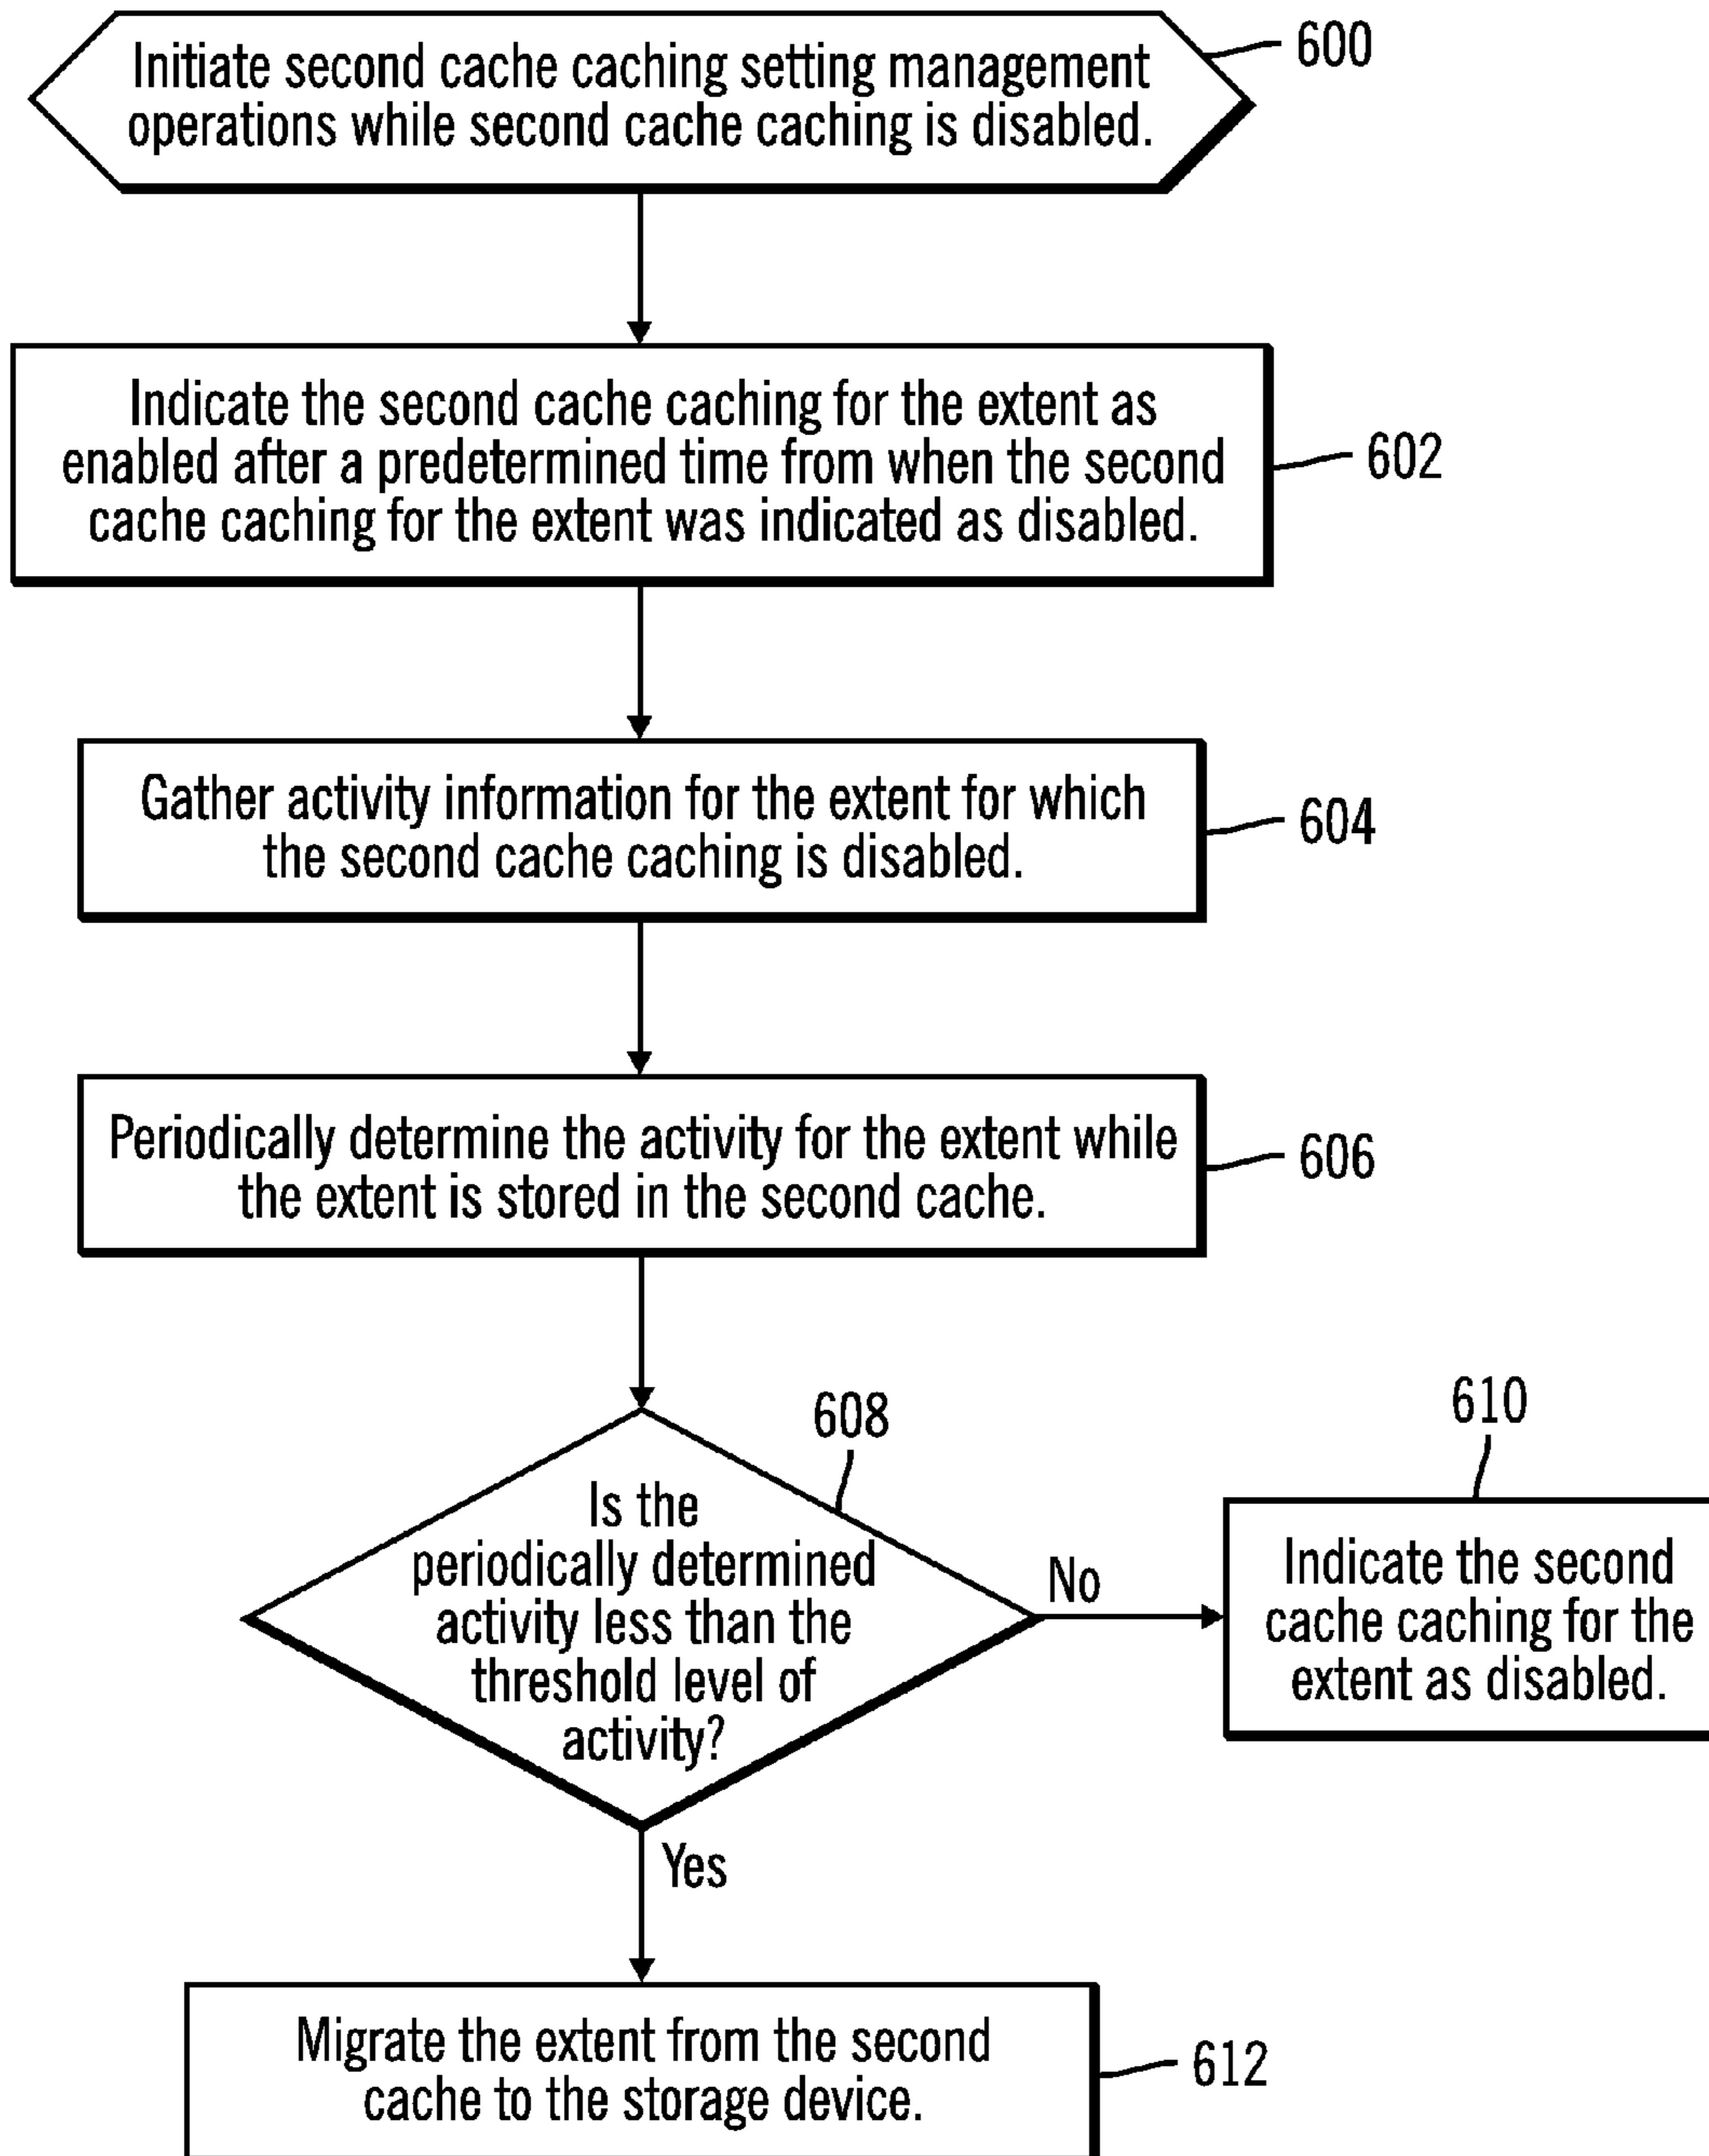 Initiate second cache caching setting management
operations while second cache caching is disabled.
600
Indicate the second cache caching for the extent as
enabled after a predetermined time from when the second
cache caching for the extent was indicated as disabled.
602
Gather activity information for the extent for which
the second cache caching is disabled.
604
Periodically determine the activity for the extent while
the extent is stored in the second cache.
606
608
Is the
periodically determined
activity less than the
threshold level of
activity?
No
610
Indicate the second
cache caching for the
extent as disabled.
Yes
Migrate the extent from the second
cache to the storage device.
612